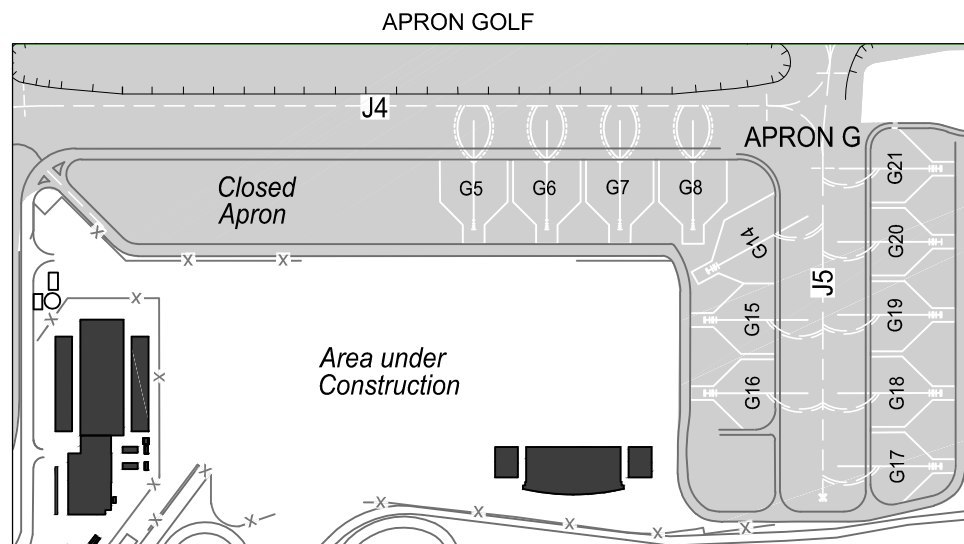 APRON GOLF
J4
APRON G
G21
Closed
Apron
G5
G6
G7
G8
G14
G20
J5
G15
G19
Area under
Construction
G16
G18
G17